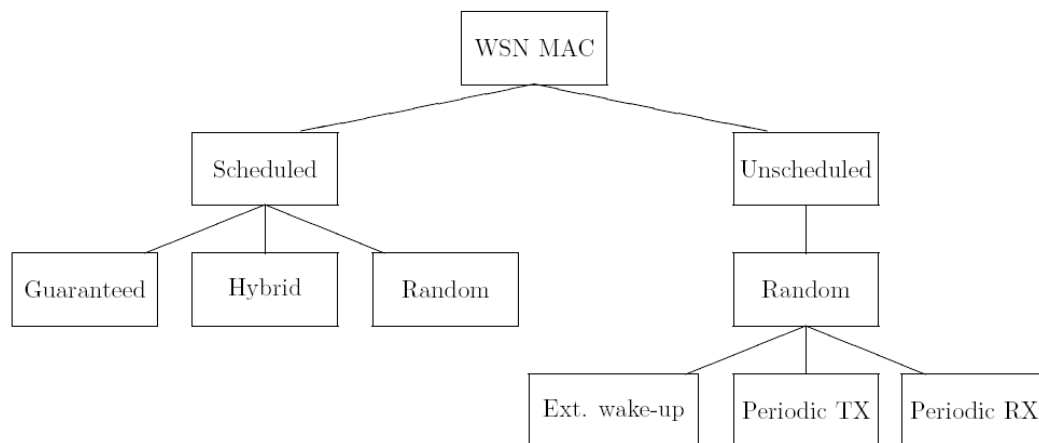 WSN MAC
Scheduled
Unscheduled
Guaranteed
Hybrid
Random
Random
Ext. wake-up
Periodic TX
Periodic RX